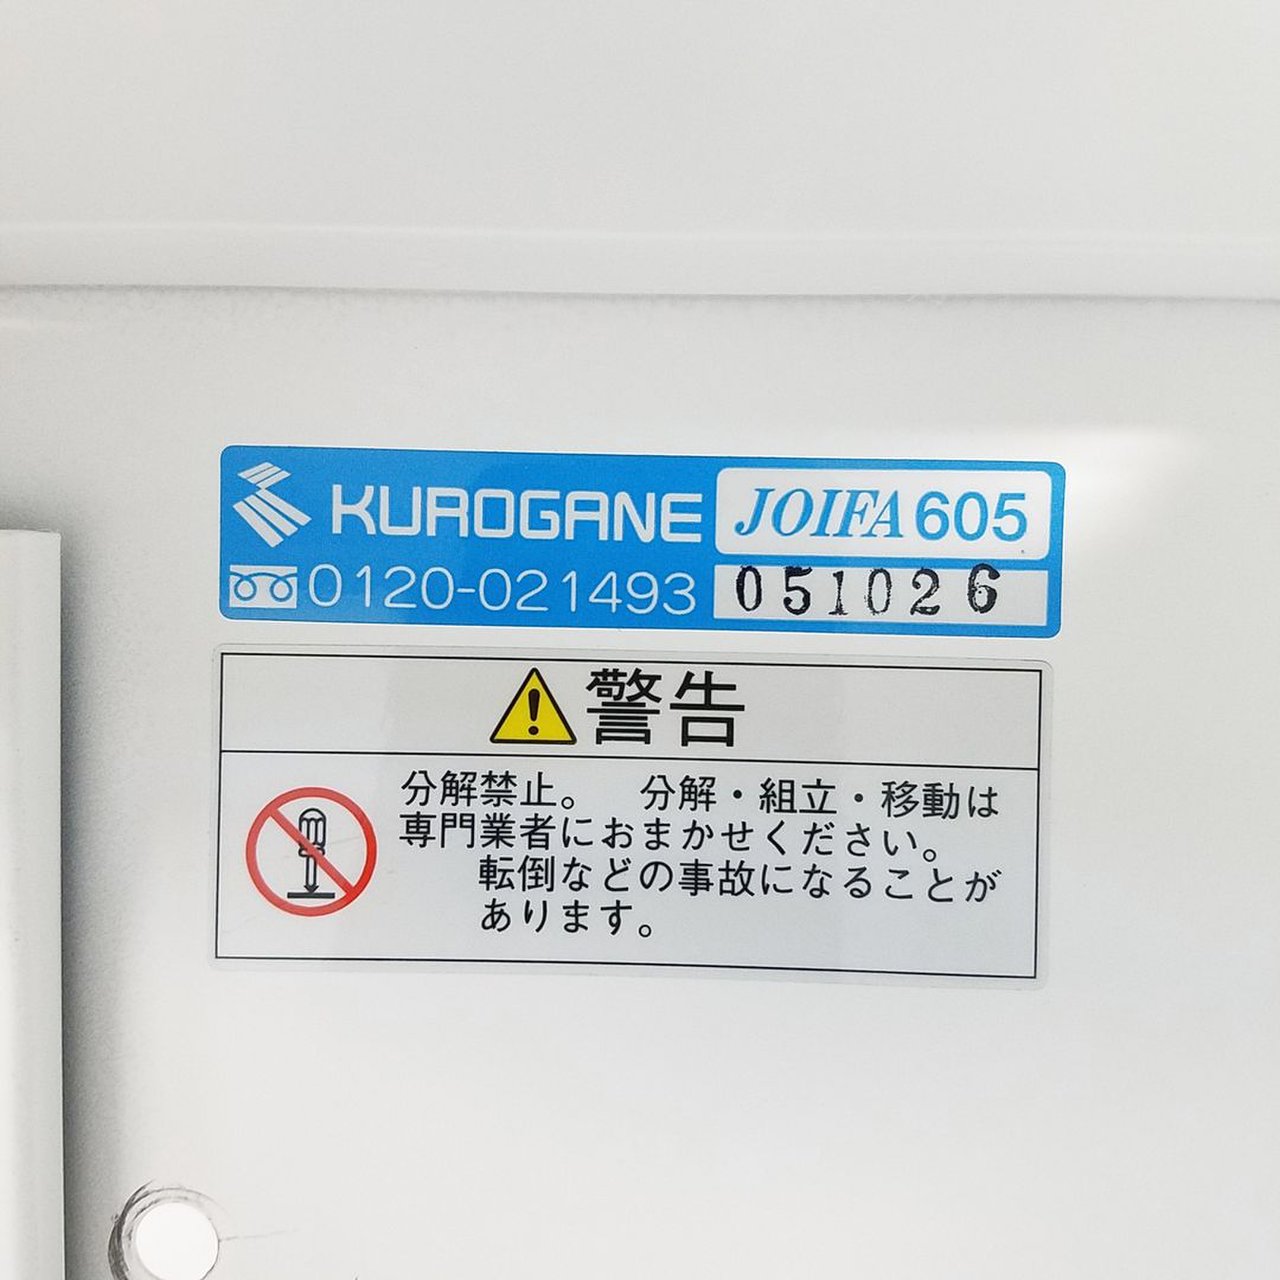 KUROGANE JOIFA 605
0120-021493 051026
警告
分解禁止。 分解・組立・移動は
専門業者におまかせください。
転倒などの事故になることが
あります。